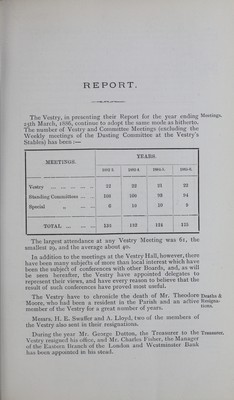 REPORT.
The Vestry, in presenting their Report for the year ending Meetings.
25th March, 1886, continue to adopt the same mode as hitherto.
The number of Vestry and Committee Meetings (excluding the
Weekly meetings of the Dusting Committee at the Vestry's
Stables) has been :—
MEETINGS. YEARS.
1882-3. 1883-4. 1884-5. 1885-6.
Vestry 22 22 21 23
Standing Committees 105 100 93 94
Special „ 6 10 10 8
TOTAL 133 132 124 125
The largest attendance at any Vestry Meeting was 61, the
smallest 29, and the average about 40.
In addition to the meetings at the Vestry Hall, however, there
have been many subjects of more than local interest which have
been the subject of conferences with other Boards, and, as will
be seen hereafter, the Vestry have appointed delegates to
represent their views, and have every reason to believe that the
result of such conferences have proved most useful.
The Vestry have to chronicle the death of Mr. Theodore Deaths &
Moore, who had been a resident in the Parish and an active Resigna-
member of the Vestry for a great number of years. tions.
Messrs. H. E. Swaffer and A. Lloyd, two of the members of
the Vestry also sent in their resignations.
During the year Mr. George Dutton, the Treasurer to the Treasurer.
Vestry resigned his office, and Mr. Charles Fisher, the Manager
of the Eastern Branch of the London and Westminster Bank
has been appointed in his stead.